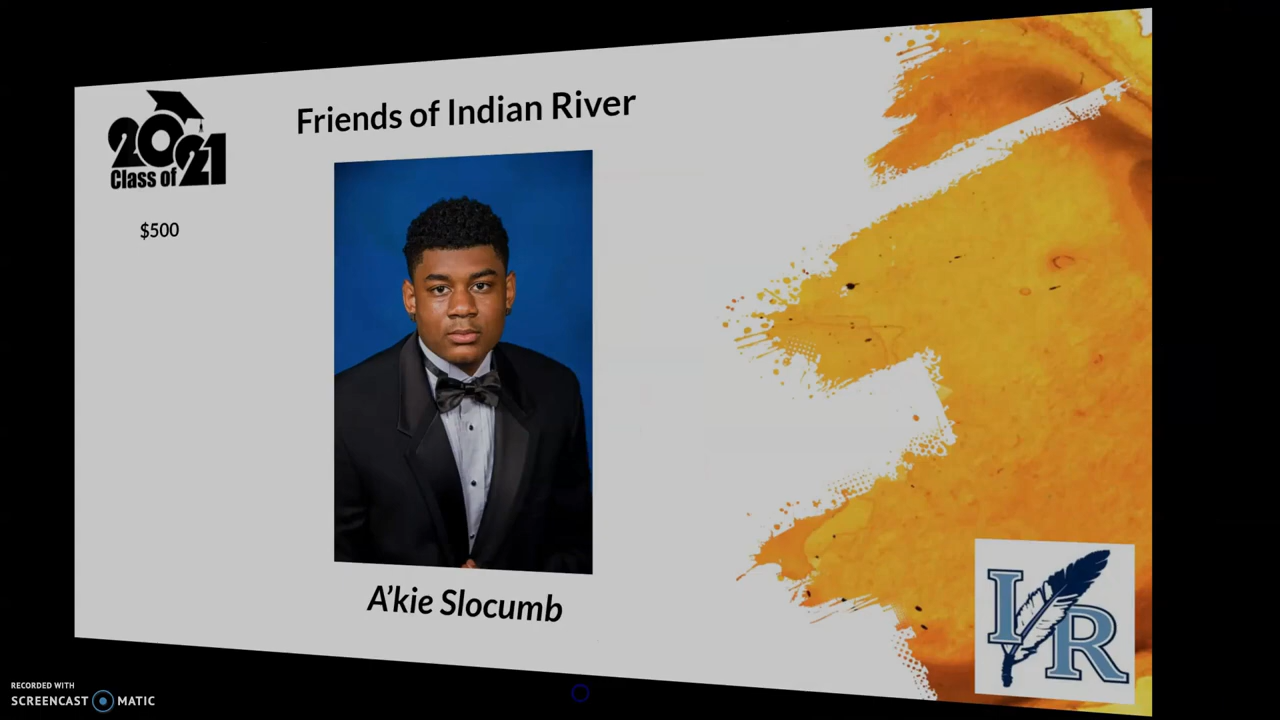 2021
Class of
$500
Friends of Indian River
A'kie Slocumb
IR
RECORDED WITH
SCREENCAST MATIC